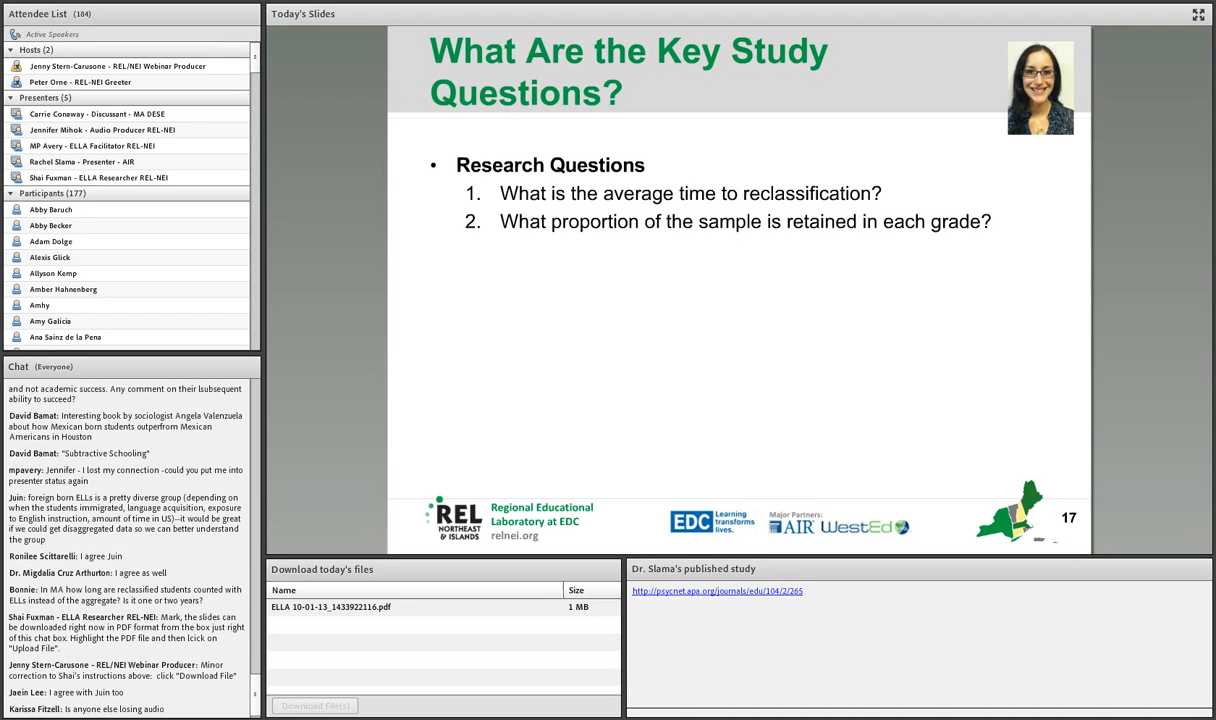 Attendee List (184)
Active Speakers
Hosts (2)
Jenny Stern-Carusone - REL/NEI Webinar Producer
Peter Orne - REL-NEI Greeter
Presenters (5)
Carrie Conaway - Discussant - MA DESE
Jennifer Mihok - Audio Producer REL-NEI
MP Avery - ELLA Facilitator REL-NEI
Rachel Slama - Presenter - AIR
Shai Fuxman - ELLA Researcher REL-NEI
Participants (177)
Abby Baruch
Abby Becker
Adam Dolge
Alexis Glick
Allyson Kemp
Amber Hahnenberg
Amhy
Amy Galicia
Ana Sainz de la Pena
Chat (Everyone)
and not academic success. Any comment on their lsubsequent
ability to succeed?
David Bamat: Interesting book by sociologist Angela Valenzuela
about how Mexican born students outperfrom Mexican
Americans in Houston
David Bamat: "Subtractive Schooling"
mpavery: Jennifer - I lost my connection -could you put me into
presenter status again
Juin: foreign born ELLs is a pretty diverse group (depending on
when the students immigrated, language acquisition, exposure
to English instruction, amount of time in US)--it would be great
if we could get disaggregated data so we can better understand
the group
Ronilee Scittarelli: I agree Juin
Dr. Migdalia Cruz Arthurton: I agree as well
Bonnie: In MA how long are reclassified students counted with
ELLs instead of the aggregate? Is it one or two years?
Shai Fuxman - ELLA Researcher REL-NEI: Mark, the slides can
be downloaded right now in PDF format from the box just right
of this chat box. Highlight the PDF file and then lcick on
"Upload File".
Jenny Stern-Carusone - REL/NEI Webinar Producer: Minor
correction to Shai's instructions above: click "Download File"
Jaein Lee: I agree with Juin too
Karissa Fitzell: Is anyone else losing audio
Today's Slides
What Are the Key Study
Questions?
• Research Questions
1. What is the average time to reclassification?
2. What proportion of the sample is retained in each grade?
REL
NORTHEAST
& ISLANDS
Regional Educational
Laboratory at EDC
relnei.org
EDC Learning
transforms
lives.
Major Partners:
AIR WestEd
17
Download today's files
Name Size
ELLA 10-01-13_1433922116.pdf 1 MB
Download File(s)
Dr. Slama's published study
http://psycnet.apa.org/journals/edu/104/2/265